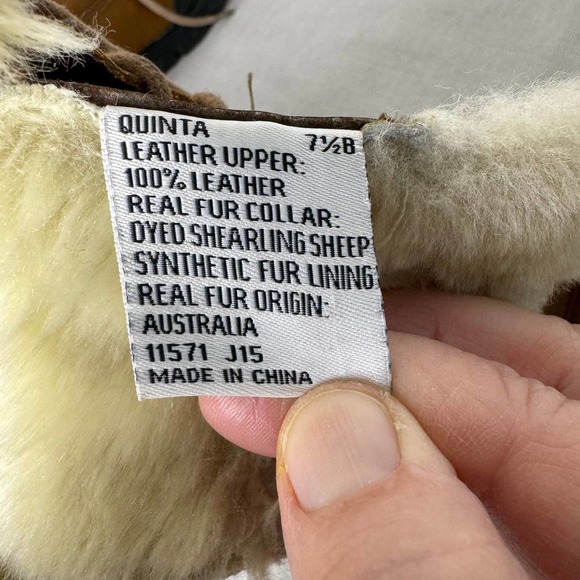 QUINTA 7½B
LEATHER UPPER:
100% LEATHER
REAL FUR COLLAR:
DYED SHEARLING SHEEP
SYNTHETIC FUR LINING
REAL FUR ORIGIN:
AUSTRALIA
11571 J15
MADE IN CHINA